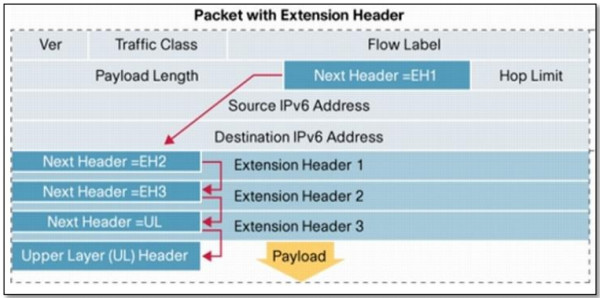 Packet with Extension Header
Ver Traffic Class Flow Label
Payload Length Next Header =EH1 Hop Limit
Source IPv6 Address
Destination IPv6 Address
Next Header =EH2 Extension Header 1
Next Header =EH3 Extension Header 2
Next Header =UL Extension Header 3
Upper Layer (UL) Header Payload